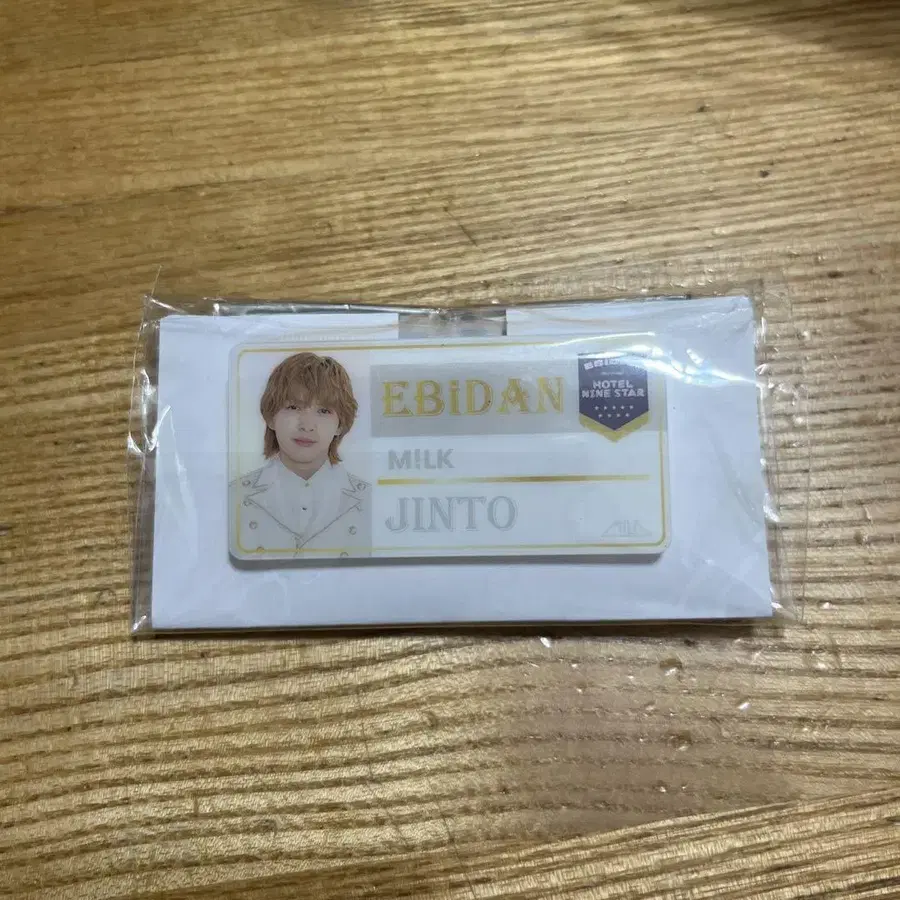 EBiDAN
HOTEL
NINE STAR
M!LK
JINTO